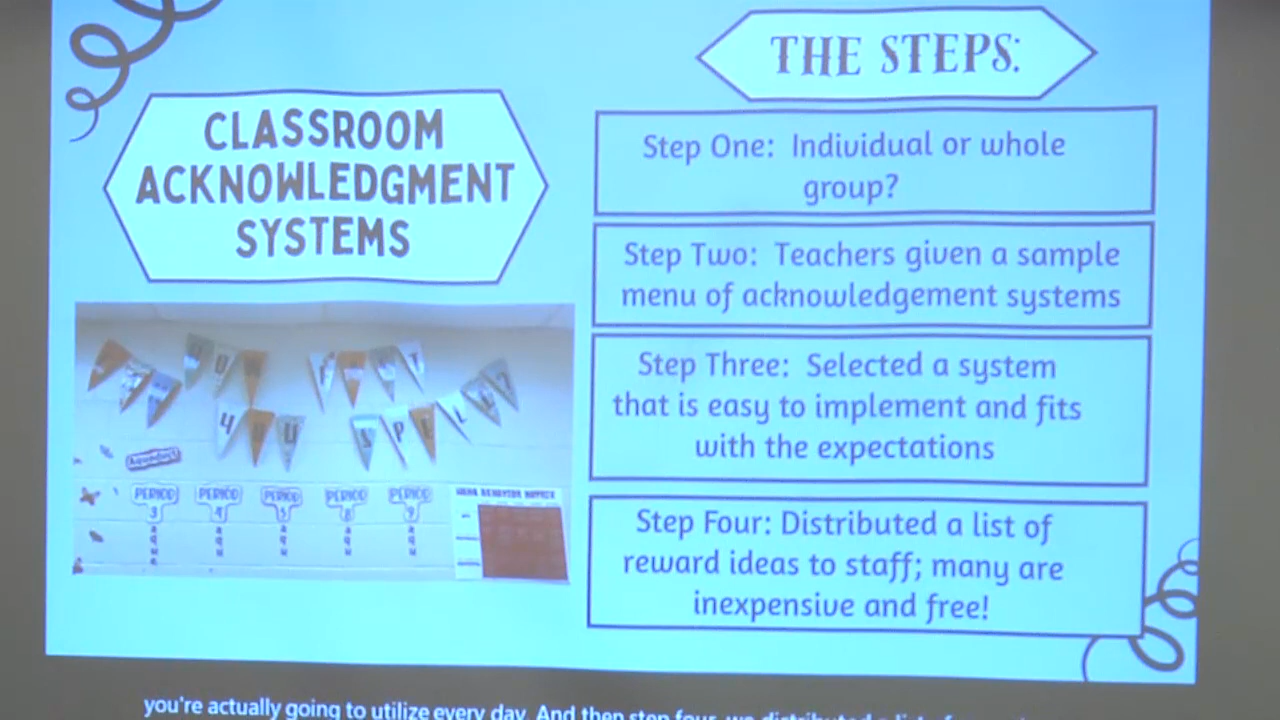 CLASSROOM
ACKNOWLEDGMENT
SYSTEMS
THE STEPS:
Step One: Individual or whole
group?
Step Two: Teachers given a sample
menu of acknowledgement systems
Step Three: Selected a system
that is easy to implement and fits
with the expectations
Step Four: Distributed a list of
reward ideas to staff; many are
inexpensive and free!
PERIOD PERIOD PERIOD PERIOD PERIOD
3 4 5 8 9
you're actually going to utilize every day. And then step four, we distributed a list of